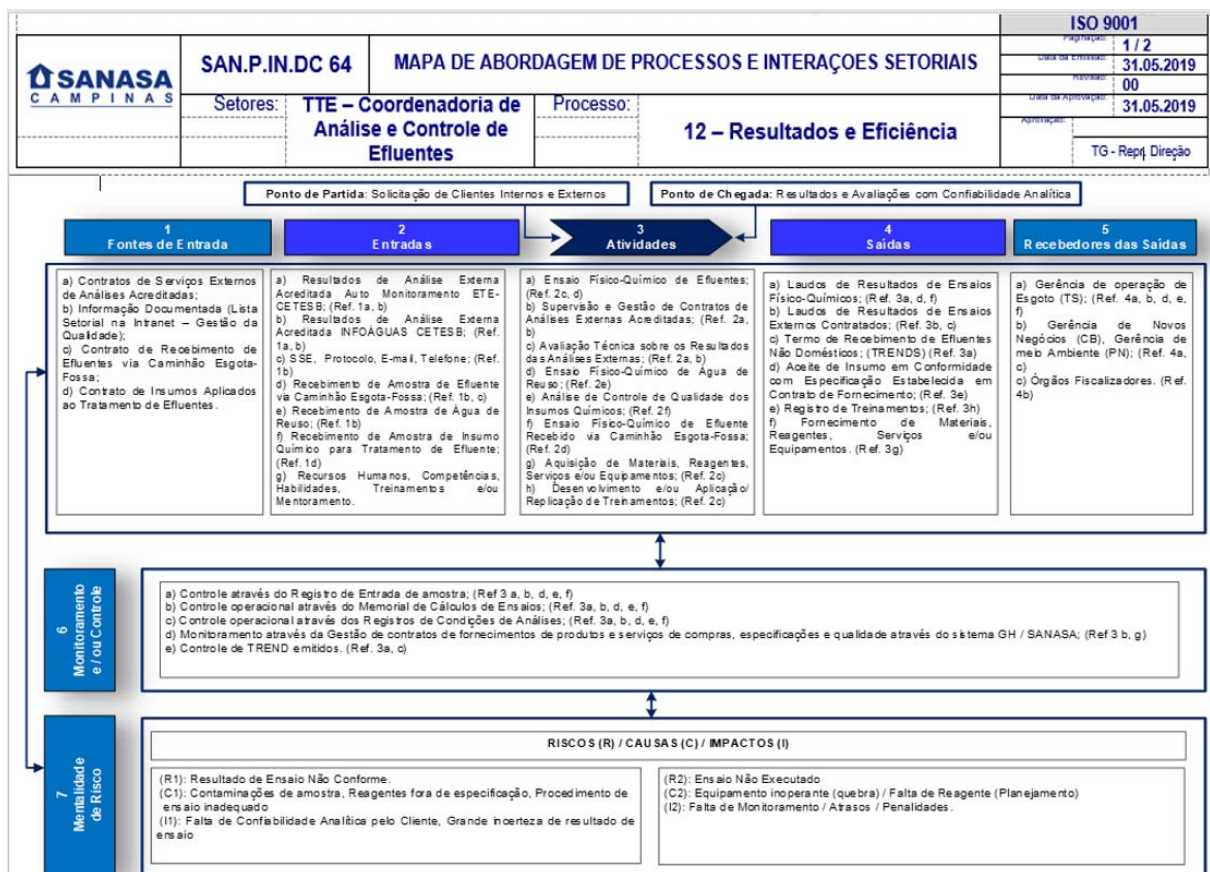 ISO 9001
SANASA
CAMPINAS
SAN.P.IN.DC 64
MAPA DE ABORDAGEM DE PROCESSOS E INTERAÇOES SETORIAIS
Paginação:
1 / 2
Data da Emissão:
31.05.2019
Revisão:
00
Data da Aprovação:
31.05.2019
Aprovação:
TG - Repr. Direção
Setores:
TTE – Coordenadoria de
Análise e Controle de
Efluentes
Processo:
12 – Resultados e Eficiência
Ponto de Partida: Solicitação de Clientes Internos e Externos
Ponto de Chegada: Resultados e Avaliações com Confiabilidade Analítica
1
Fontes de Entrada
2
Entradas
3
Atividades
4
Saídas
5
Recebedores das Saídas
a) Contratos de Serviços Externos
de Análises Acreditadas;
b) Informação Documentada (Lista
Setorial na Intranet – Gestão da
Qualidade);
c) Contrato de Recebimento de
Efluentes via Caminhão Esgota-
Fossa;
d) Contrato de Insumos Aplicados
ao Tratamento de Efluentes.
a) Resultados de Análise Externa
Acreditada Auto Monitoramento ETE-
CETESB; (Ref. 1a, b)
b) Resultados de Análise Externa
Acreditada INFOÁGUAS CETESB; (Ref.
1a, b)
c) SSE, Protocolo, E-mail, Telefone; (Ref.
1b)
d) Recebimento de Amostra de Efluente
via Caminhão Esgota-Fossa; (Ref. 1b, c)
e) Recebimento de Amostra de Água de
Reuso; (Ref. 1b)
f) Recebimento de Amostra de Insumo
Químico para Tratamento de Efluente;
(Ref. 1d)
g) Recursos Humanos, Competências,
Habilidades, Treinamentos e/ou
Mentoramento.
a) Ensaio Físico-Químico de Efluentes;
(Ref. 2c, d)
b) Supervisão e Gestão de Contratos de
Análises Externas Acreditadas; (Ref. 2a,
b)
c) Avaliação Técnica sobre os Resultados
das Análises Externas; (Ref. 2a, b)
d) Ensaio Físico-Químico de Água de
Reuso; (Ref. 2e)
e) Análise de Controle de Qualidade dos
Insumos Químicos; (Ref. 2f)
f) Ensaio Físico-Químico de Efluente
Recebido via Caminhão Esgota-Fossa;
(Ref. 2d)
g) Aquisição de Materiais, Reagentes,
Serviços e/ou Equipamentos; (Ref. 2c)
h) Desenvolvimento e/ou Aplicação/
Replicação de Treinamentos; (Ref. 2c)
a) Laudos de Resultados de Ensaios
Físico-Químicos; (Ref. 3a, d, f)
b) Laudos de Resultados de Ensaios
Externos Contratados; (Ref. 3b, c)
c) Termo de Recebimento de Efluentes
Não Domésticos; (TRENDS) (Ref. 3a)
d) Aceite de Insumo em Conformidade
com Especificação Estabelecida em
Contrato de Fornecimento; (Ref. 3e)
e) Registro de Treinamentos; (Ref. 3h)
f) Fornecimento de Materiais,
Reagentes, Serviços e/ou
Equipamentos. (Ref. 3g)
a) Gerência de operação de
Esgoto (TS); (Ref. 4a, b, d, e,
f)
b) Gerência de Novos
Negócios (CB), Gerência de
meio Ambiente (PN); (Ref. 4a,
c)
c) Órgãos Fiscalizadores. (Ref.
4b)
6
Monitoramento
e / ou Controle
a) Controle através do Registro de Entrada de amostra; (Ref 3 a, b, d, e, f)
b) Controle operacional através do Memorial de Cálculos de Ensaios; (Ref. 3a, b, d, e, f)
c) Controle operacional através dos Registros de Condições de Análises; (Ref. 3a, b, d, e, f)
d) Monitoramento através da Gestão de contratos de fornecimentos de produtos e serviços de compras, especificações e qualidade através do sistema GH / SANASA; (Ref 3 b, g)
e) Controle de TREND emitidos. (Ref. 3a, c)
7
Mentalidade
de Risco
RISCOS (R) / CAUSAS (C) / IMPACTOS (I)
(R1): Resultado de Ensaio Não Conforme.
(C1): Contaminações de amostra, Reagentes fora de especificação, Procedimento de
ensaio inadequado
(I1): Falta de Confiabilidade Analítica pelo Cliente, Grande incerteza de resultado de
ensaio
(R2): Ensaio Não Executado
(C2): Equipamento inoperante (quebra) / Falta de Reagente (Planejamento)
(I2): Falta de Monitoramento / Atrasos / Penalidades.